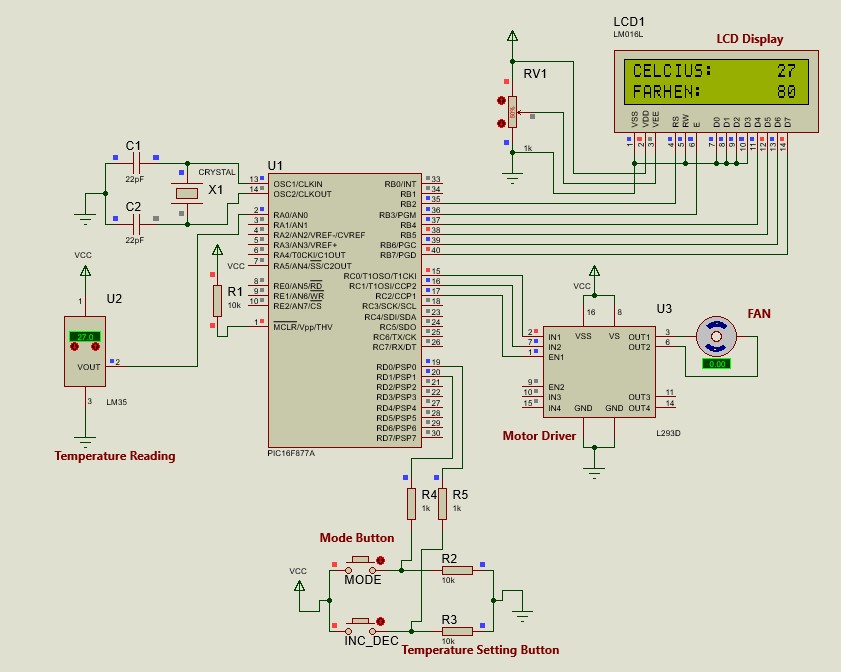 LCD1
LM016L
LCD Display
CELCIUS: 27
FARHEN: 80
VSS
VDD
VEE
RS
RW
E
D0
D1
D2
D3
D4
D5
D6
D7
1
2
3
4
5
6
7
8
9
10
11
12
13
14
RV1
50%
1k
C1
22pF
CRYSTAL
X1
C2
22pF
U1
13 OSC1/CLKIN
14 OSC2/CLKOUT
2 RA0/AN0
3 RA1/AN1
4 RA2/AN2/VREF-/CVREF
5 RA3/AN3/VREF+
6 RA4/T0CKI/C1OUT
VCC 7 RA5/AN4/SS/C2OUT
8 RE0/AN5/RD
9 RE1/AN6/WR
10 RE2/AN7/CS
1 MCLR/Vpp/THV
RB0/INT 33
RB1 34
RB2 35
RB3/PGM 36
RB4 37
RB5 38
RB6/PGC 39
RB7/PGD 40
RC0/T1OSO/T1CKI 15
RC1/T1OSI/CCP2 16
RC2/CCP1 17
RC3/SCK/SCL 18
RC4/SDI/SDA 23
RC5/SDO 24
RC6/TX/CK 25
RC7/RX/DT 26
RD0/PSP0 19
RD1/PSP1 20
RD2/PSP2 21
RD3/PSP3 22
RD4/PSP4 27
RD5/PSP5 28
RD6/PSP6 29
RD7/PSP7 30
PIC16F877A
R1
10k
VCC
1
U2
27.0
VOUT 2
3
LM35
Temperature Reading
VCC
16
8
U3
VSS VS
2 IN1
7 IN2
1 EN1
OUT1 3
OUT2 6
9 EN2
10 IN3
15 IN4
OUT3 11
OUT4 14
GND GND
L293D
Motor Driver
FAN
0.00
R4
1k
R5
1k
Mode Button
VCC
MODE
R2
10k
INC_DEC
R3
10k
Temperature Setting Button